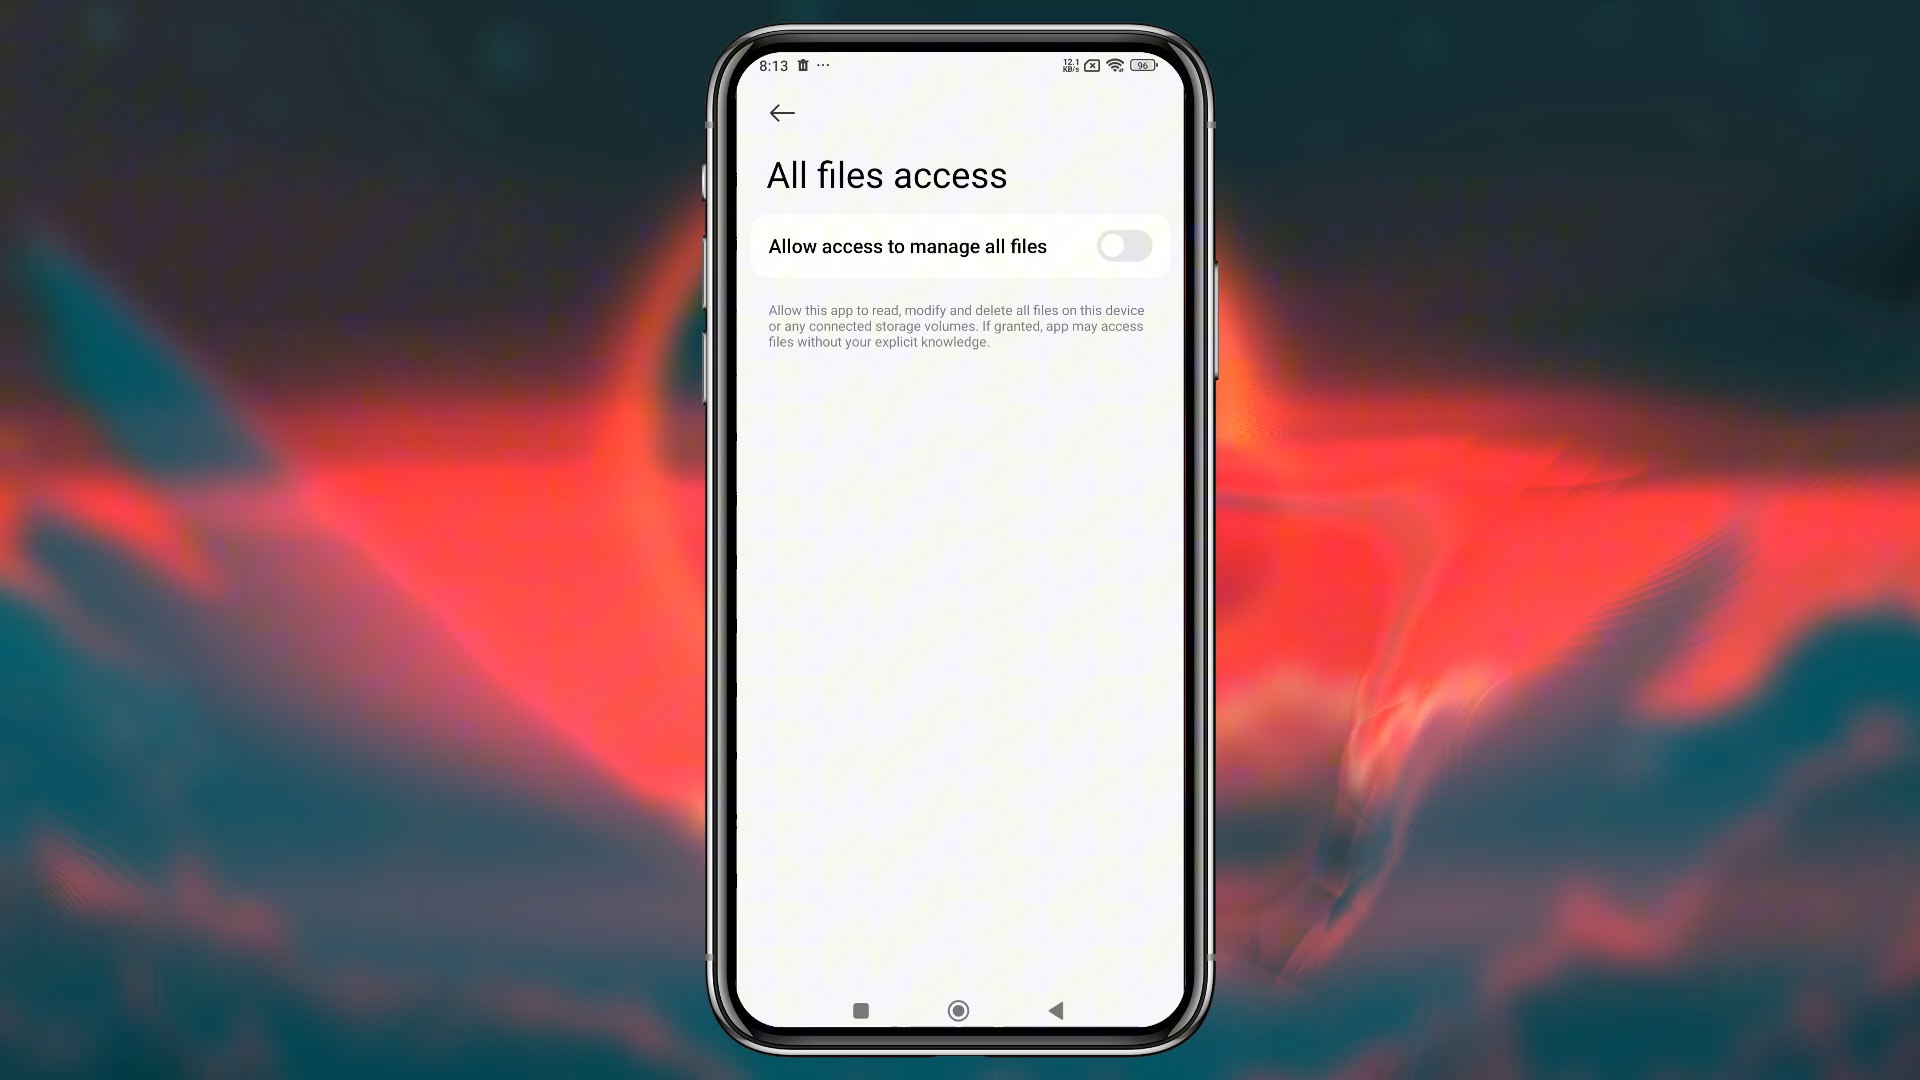 8:13 ... 12.1 KB/s 96
All files access
Allow access to manage all files
Allow this app to read, modify and delete all files on this device
or any connected storage volumes. If granted, app may access
files without your explicit knowledge.